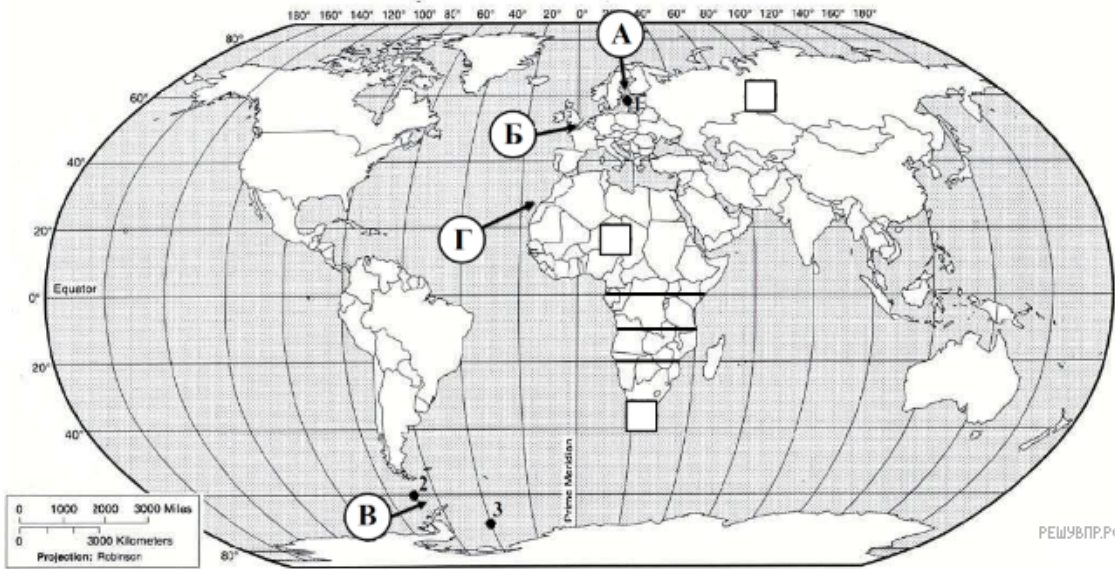 180° 160° 140° 120° 100° 80° 60° 40° 20° 0° 20° 40° 60° 80° 100° 120° 140° 160° 180°
80°
А
60°
1
Б
40°
Г
20°
Equator
0°
20°
40°
Prime Meridian
2
3
В
0 1000 2000 3000 Miles
0 3000 Kilometers
Projection: Robinson
80°
РЕШУВПР.РФ